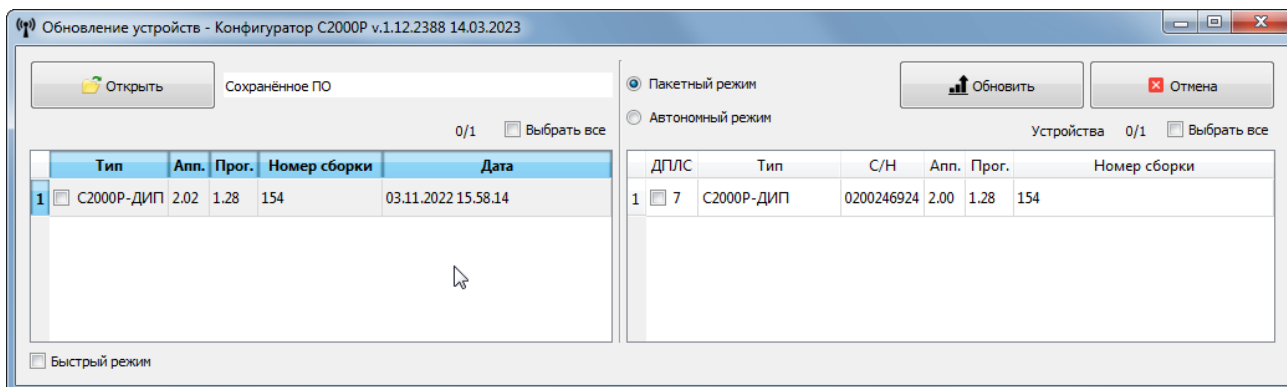 Обновление устройств - Конфигуратор С2000Р v.1.12.2388 14.03.2023
Открыть Сохранённое ПО Пакетный режим Обновить Отмена
Автономный режим
0/1 Выбрать все Устройства 0/1 Выбрать все
Тип Апп. Прог. Номер сборки Дата ДПЛС Тип С/Н Апп. Прог. Номер сборки
1 С2000Р-ДИП 2.02 1.28 154 03.11.2022 15.58.14 1 7 С2000Р-ДИП 0200246924 2.00 1.28 154
Быстрый режим